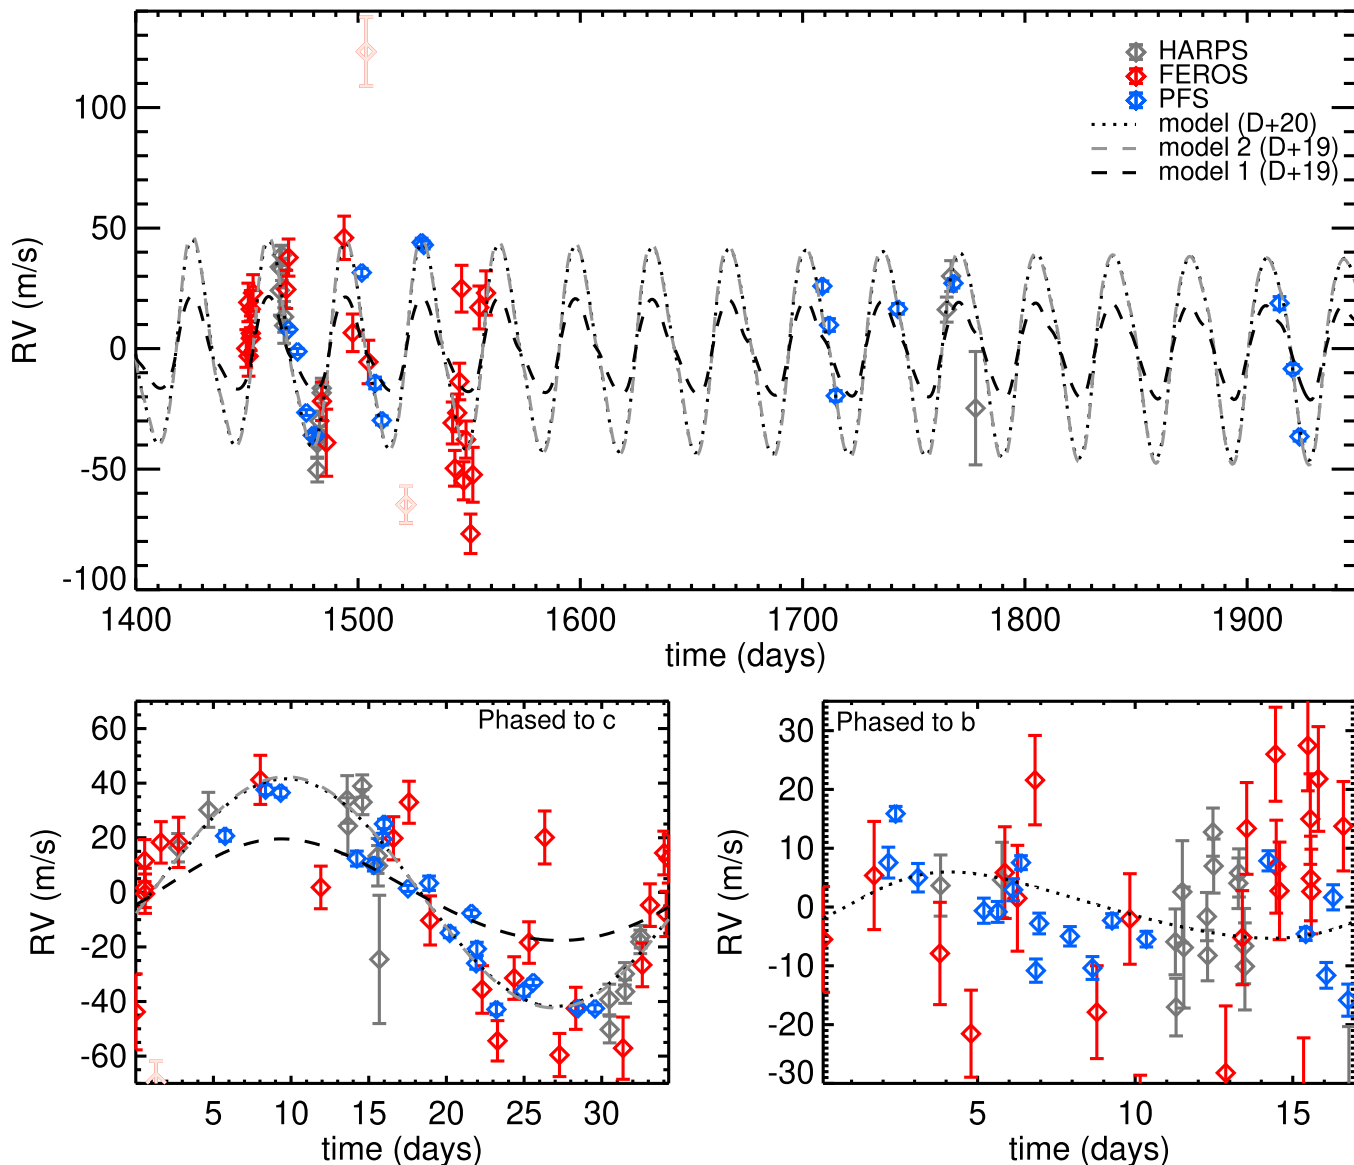 HARPS
FEROS
PFS
model (D+20)
model 2 (D+19)
model 1 (D+19)
RV (m/s)
100
50
0
-50
-100
1400 1500 1600 1700 1800 1900
time (days)
Phased to c
RV (m/s)
60
40
20
0
-20
-40
-60
5 10 15 20 25 30
time (days)
Phased to b
RV (m/s)
30
20
10
0
-10
-20
-30
5 10 15
time (days)